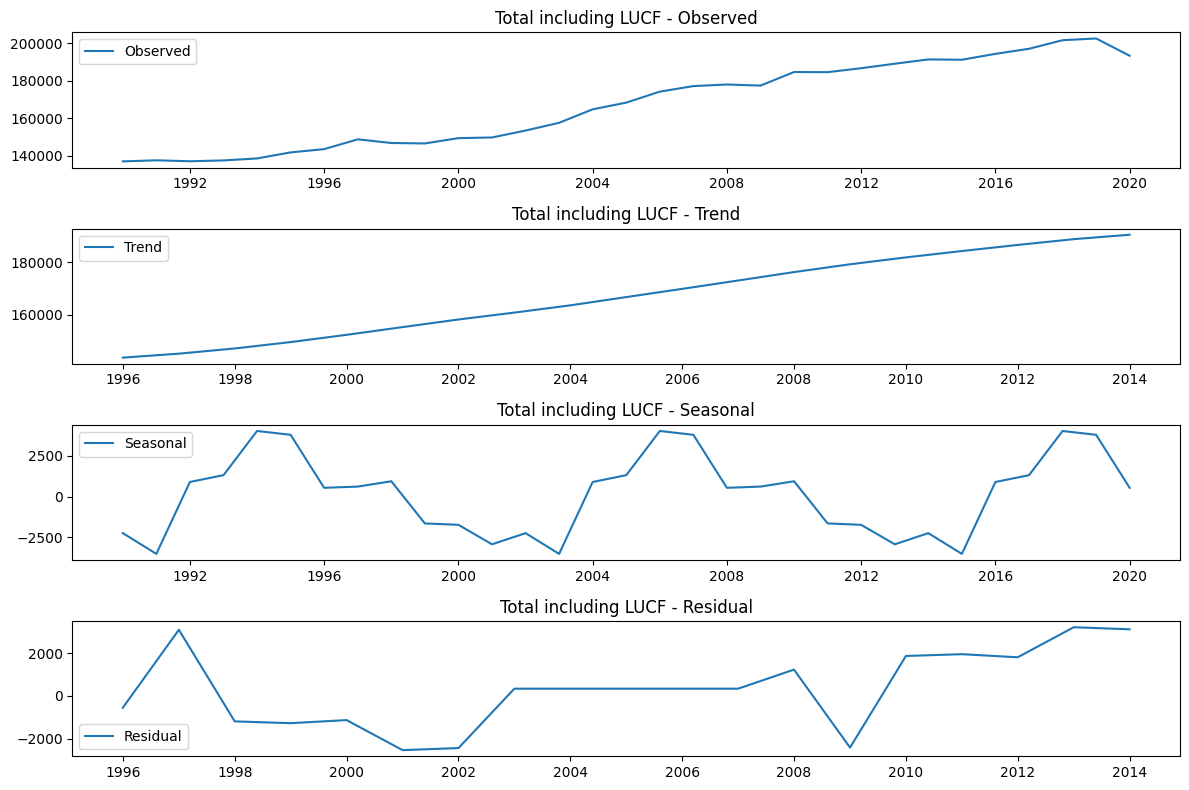 Total including LUCF - Observed
Observed
200000
180000
160000
140000
1992 1996 2000 2004 2008 2012 2016 2020
Total including LUCF - Trend
Trend
180000
160000
1996 1998 2000 2002 2004 2006 2008 2010 2012 2014
Total including LUCF - Seasonal
Seasonal
2500
0
−2500
1992 1996 2000 2004 2008 2012 2016 2020
Total including LUCF - Residual
2000
0
−2000
Residual
1996 1998 2000 2002 2004 2006 2008 2010 2012 2014